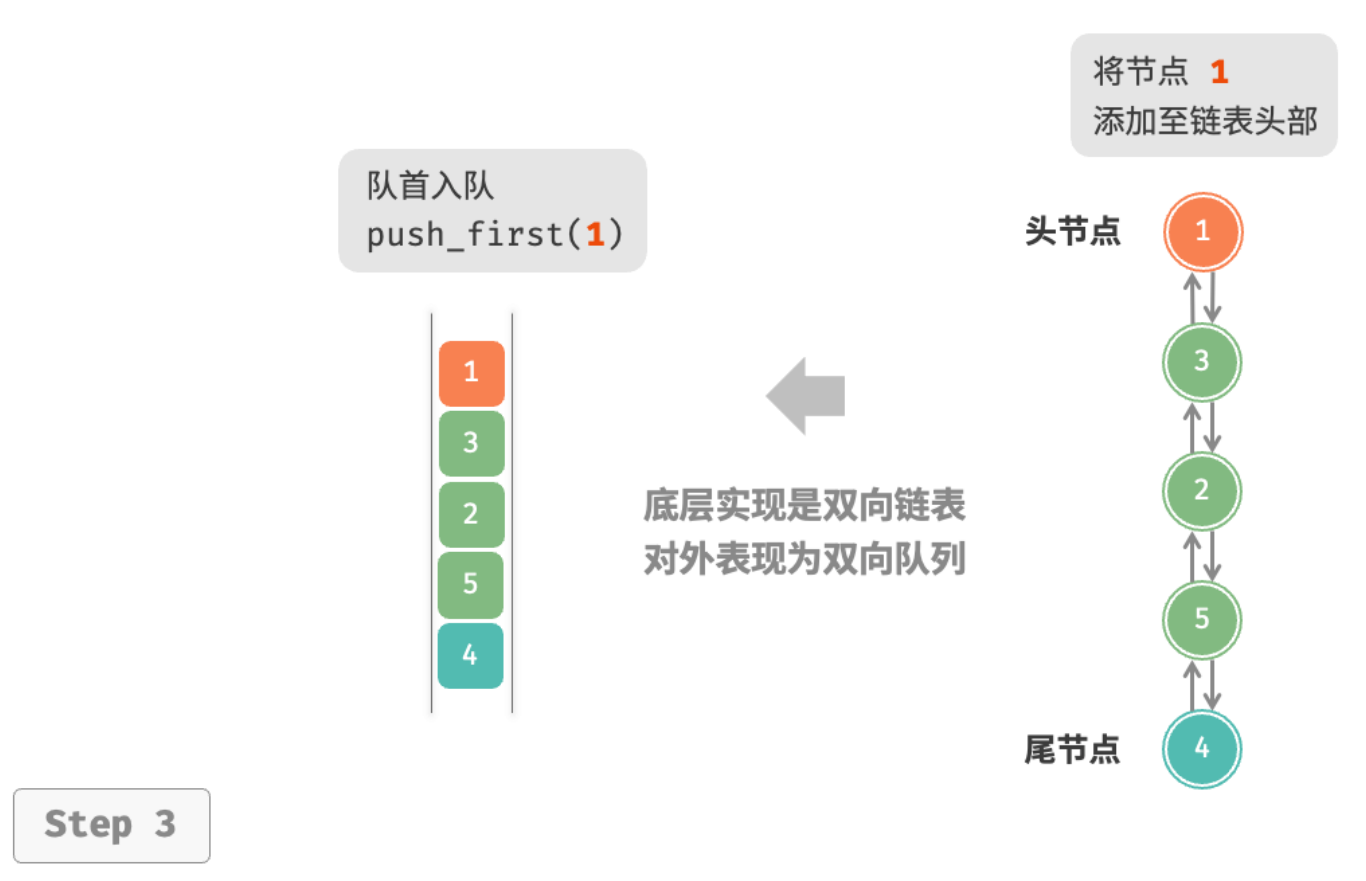 将节点 1
添加至链表头部
队首入队
push_first(1)
头节点
1
3
2
5
4
尾节点
1
3
2
5
4
底层实现是双向链表
对外表现为双向队列
Step 3